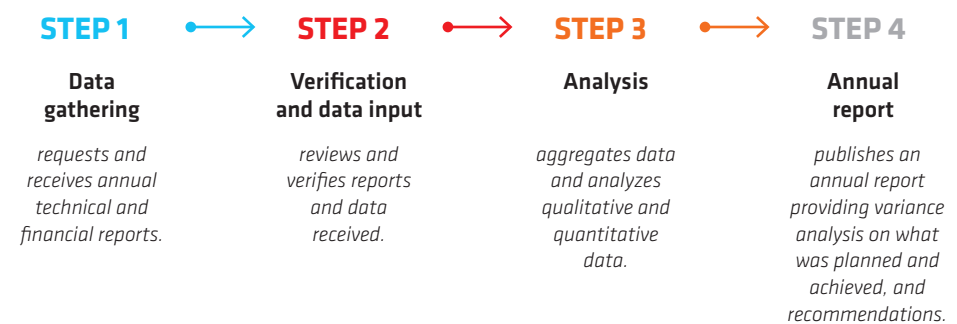 STEP 1
Data
gathering
requests and
receives annual
technical and
financial reports.
STEP 2
Verification
and data input
reviews and
verifies reports
and data
received.
STEP 3
Analysis
aggregates data
and analyzes
qualitative and
quantitative
data.
STEP 4
Annual
report
publishes an
annual report
providing variance
analysis on what
was planned and
achieved, and
recommendations.